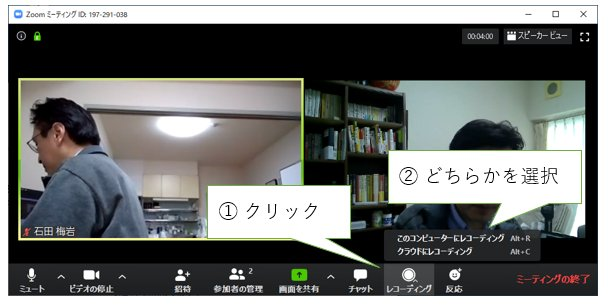 Zoom ミーティング ID: 197-291-038
00:04:00
スピーカー ビュー
② どちらかを選択
① クリック
石田 梅岩
このコンピューターにレコーディング Alt+R
クラウドにレコーディング Alt+C
2
ミュート
ビデオの停止
招待
参加者の管理
画面を共有
チャット
レコーディング
反応
ミーティングの終了